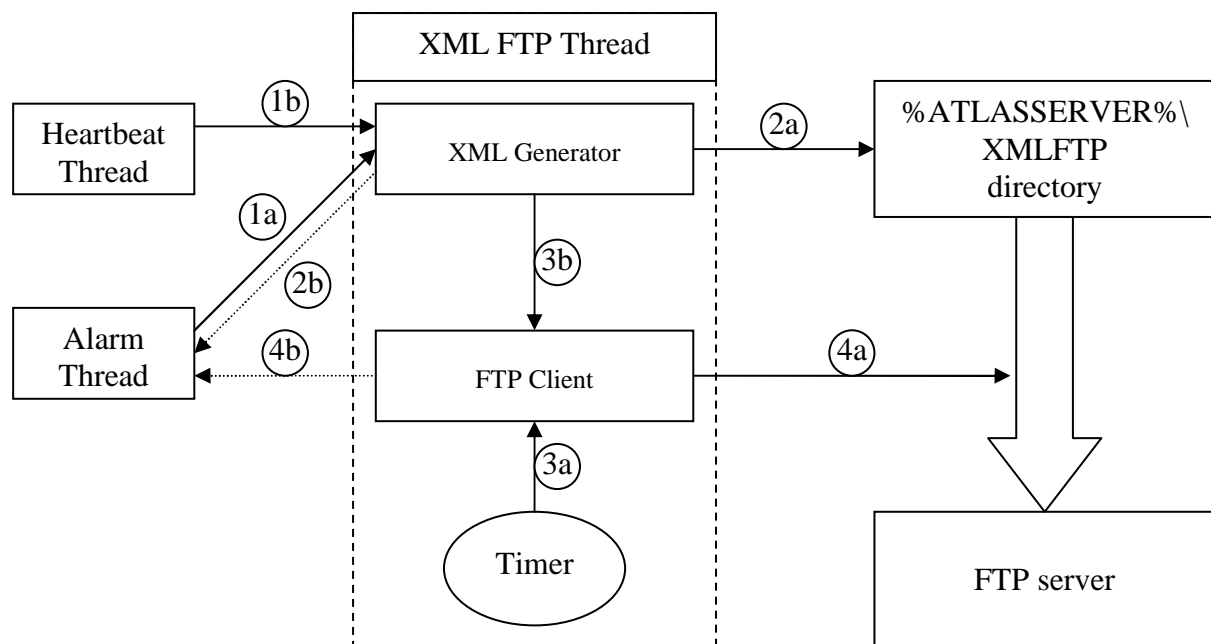 XML FTP Thread
1b
Heartbeat
Thread
XML Generator
2a
%ATLASSERVER%\
XMLFTP
directory
1a
2b
3b
Alarm
Thread
4b
FTP Client
4a
3a
Timer
FTP server